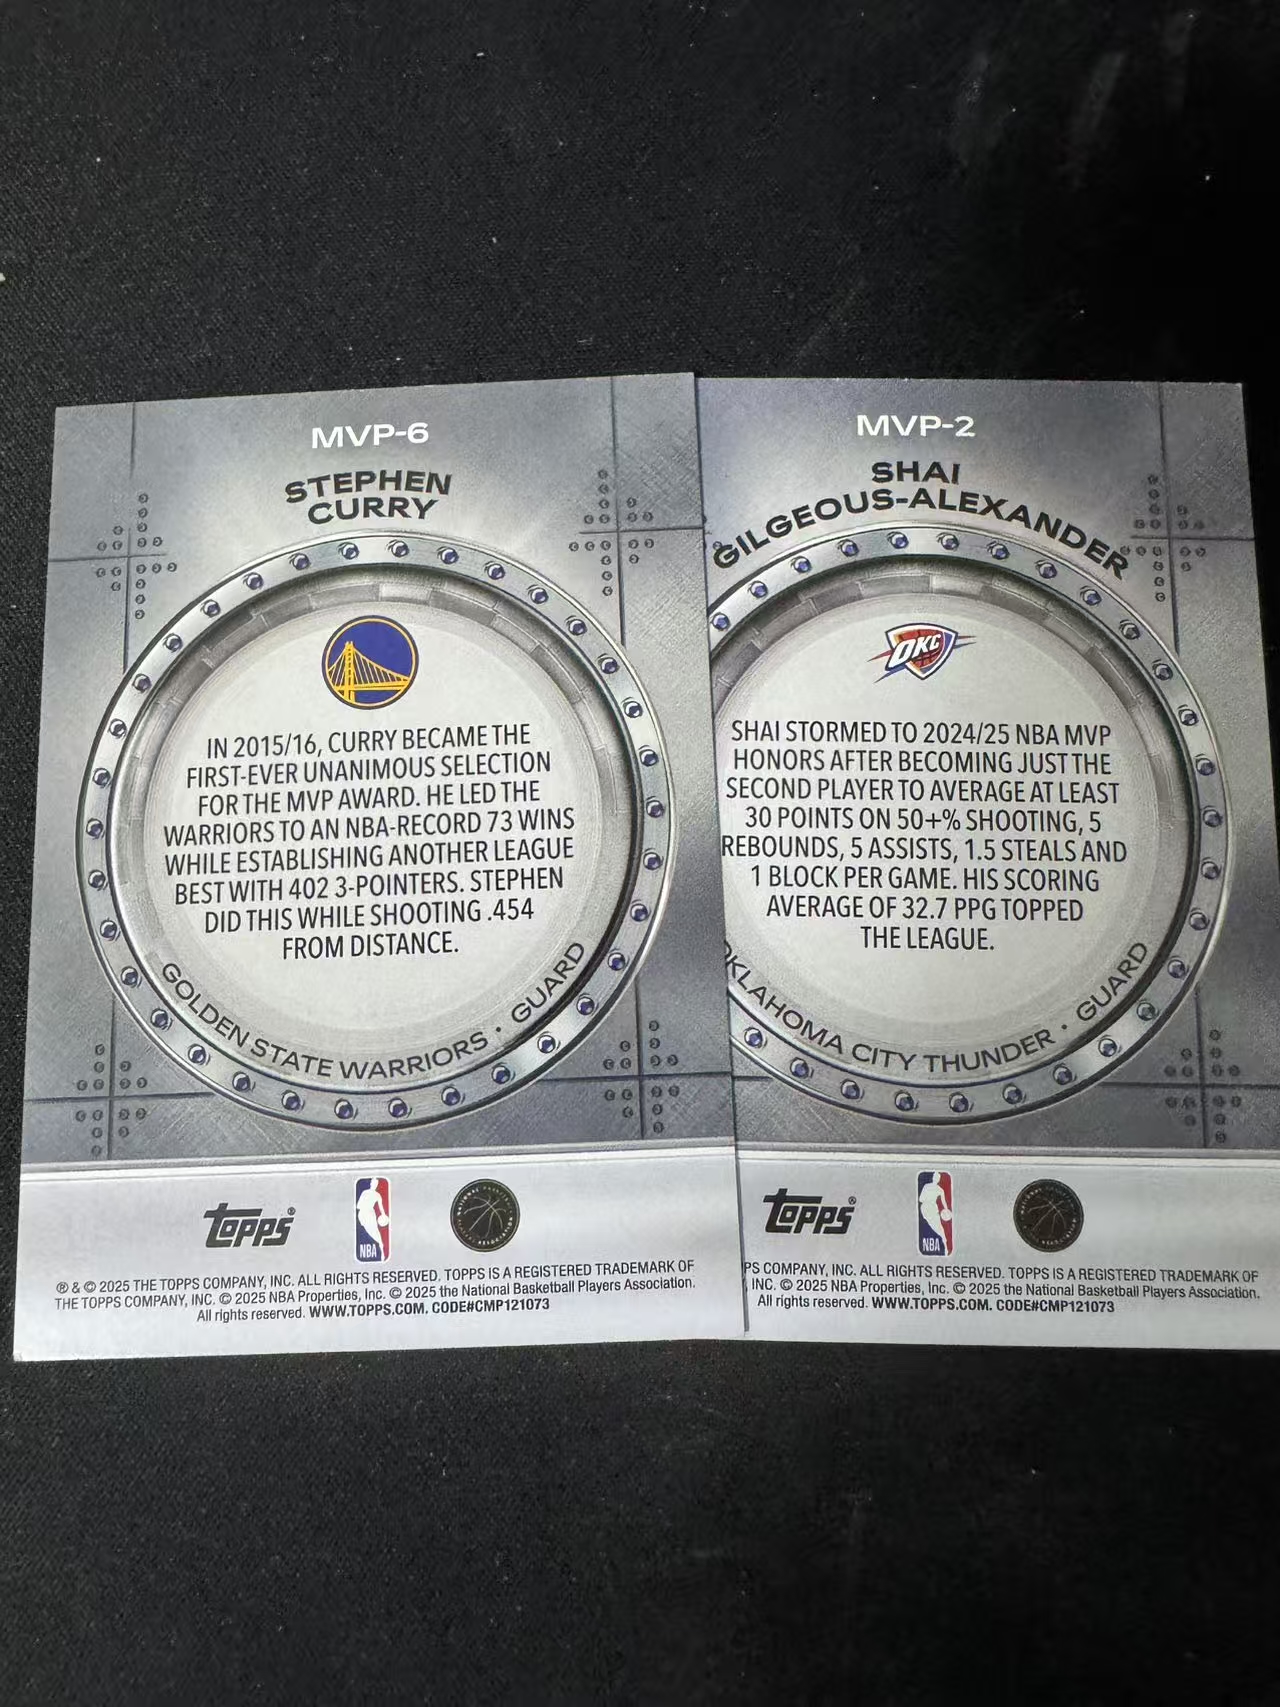 MVP-6
STEPHEN
CURRY
IN 2015/16, CURRY BECAME THE
FIRST-EVER UNANIMOUS SELECTION
FOR THE MVP AWARD. HE LED THE
WARRIORS TO AN NBA-RECORD 73 WINS
WHILE ESTABLISHING ANOTHER LEAGUE
BEST WITH 402 3-POINTERS. STEPHEN
DID THIS WHILE SHOOTING .454
FROM DISTANCE.
GOLDEN STATE WARRIORS · GUARD
Topps®
NBA
® & © 2025 THE TOPPS COMPANY, INC. ALL RIGHTS RESERVED. TOPPS IS A REGISTERED TRADEMARK OF
THE TOPPS COMPANY, INC. © 2025 NBA Properties, Inc. © 2025 the National Basketball Players Association.
All rights reserved. WWW.TOPPS.COM. CODE#CMP121073
MVP-2
SHAI
GILGEOUS-ALEXANDER
OKC
SHAI STORMED TO 2024/25 NBA MVP
HONORS AFTER BECOMING JUST THE
SECOND PLAYER TO AVERAGE AT LEAST
30 POINTS ON 50+% SHOOTING, 5
REBOUNDS, 5 ASSISTS, 1.5 STEALS AND
1 BLOCK PER GAME. HIS SCORING
AVERAGE OF 32.7 PPG TOPPED
THE LEAGUE.
OKLAHOMA CITY THUNDER · GUARD
Topps®
NBA
PS COMPANY, INC. ALL RIGHTS RESERVED. TOPPS IS A REGISTERED TRADEMARK OF
, INC. © 2025 NBA Properties, Inc. © 2025 the National Basketball Players Association.
All rights reserved. WWW.TOPPS.COM. CODE#CMP121073